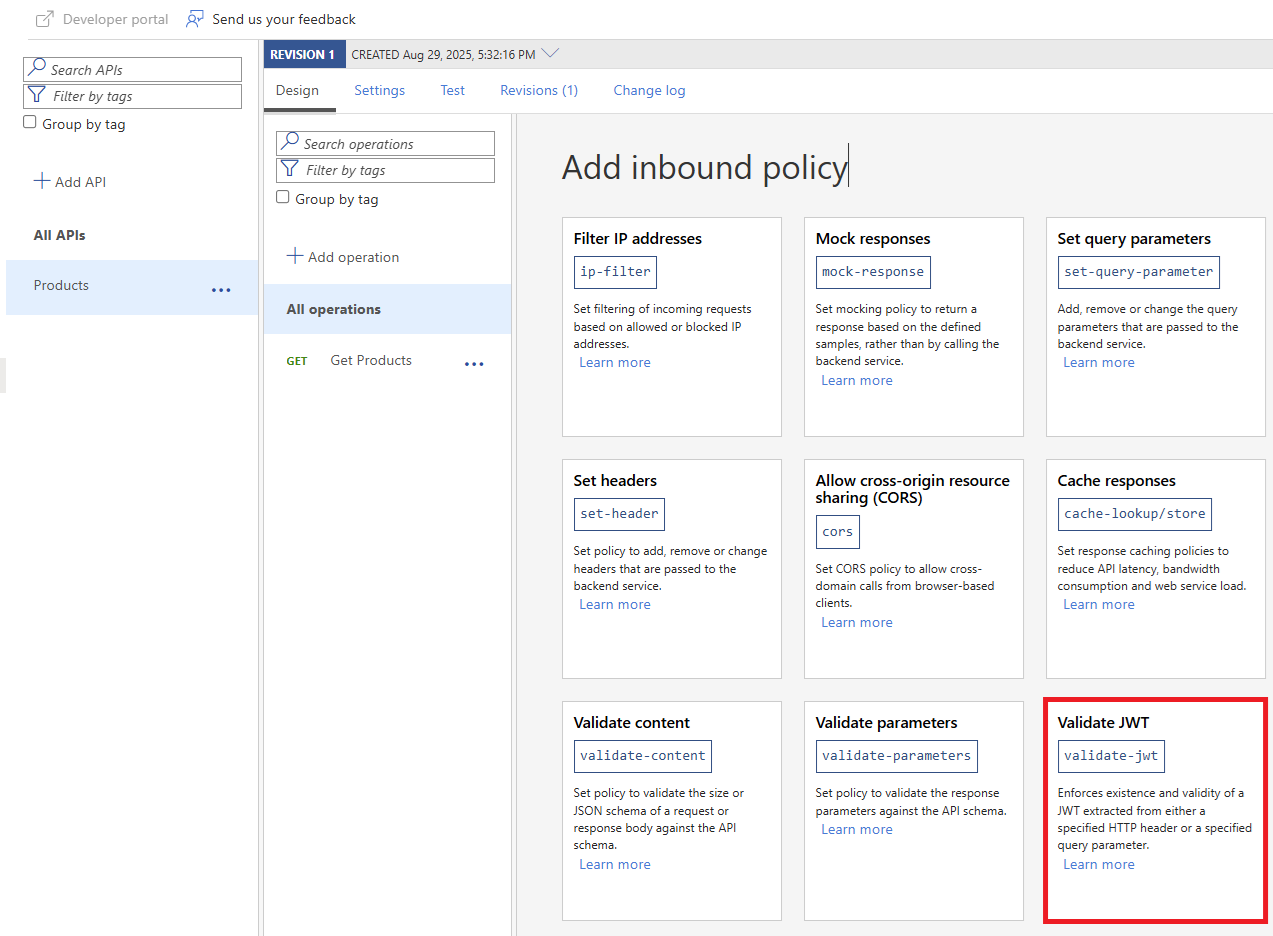 Developer portal
Send us your feedback
Search APIs
Filter by tags
Group by tag
Add API
All APIs
Products
REVISION 1
CREATED Aug 29, 2025, 5:32:16 PM
Design
Settings
Test
Revisions (1)
Change log
Search operations
Filter by tags
Group by tag
Add operation
All operations
GET Get Products
Add inbound policy
Filter IP addresses
ip-filter
Set filtering of incoming requests
based on allowed or blocked IP
addresses.
Learn more
Mock responses
mock-response
Set mocking policy to return a
response based on the defined
samples, rather than by calling the
backend service.
Learn more
Set query parameters
set-query-parameter
Add, remove or change the query
parameters that are passed to the
backend service.
Learn more
Set headers
set-header
Set policy to add, remove or change
headers that are passed to the
backend service.
Learn more
Allow cross-origin resource
sharing (CORS)
cors
Set CORS policy to allow cross-
domain calls from browser-based
clients.
Learn more
Cache responses
cache-lookup/store
Set response caching policies to
reduce API latency, bandwidth
consumption and web service load.
Learn more
Validate content
validate-content
Set policy to validate the size or
JSON schema of a request or
response body against the API
schema.
Learn more
Validate parameters
validate-parameters
Set policy to validate the response
parameters against the API schema.
Learn more
Validate JWT
validate-jwt
Enforces existence and validity of a
JWT extracted from either a
specified HTTP header or a specified
query parameter.
Learn more